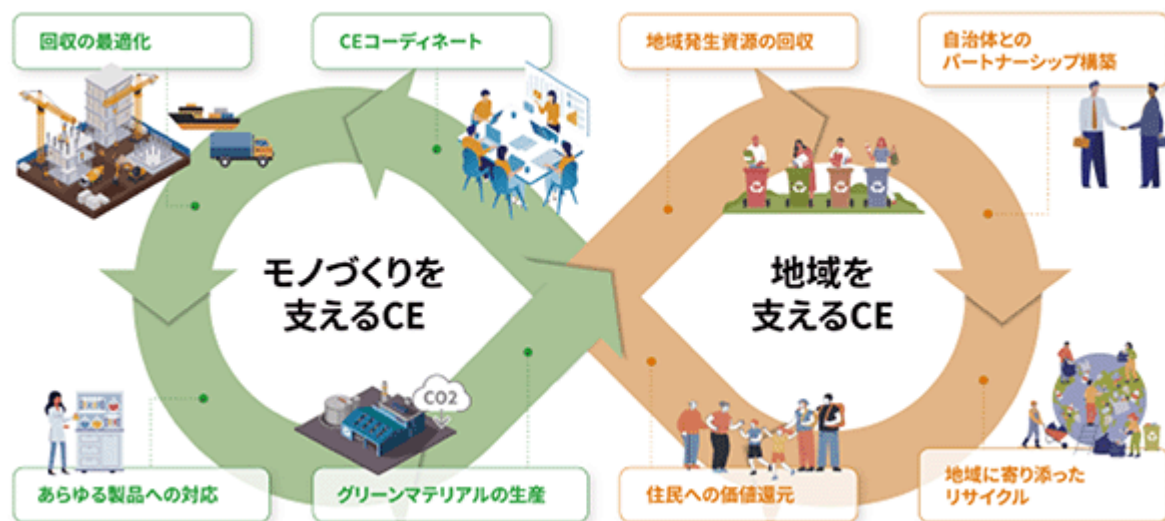 回収の最適化
CEコーディネート
地域発生資源の回収
自治体との
パートナーシップ構築
モノづくりを
支えるCE
地域を
支えるCE
CO2
あらゆる製品への対応
グリーンマテリアルの生産
住民への価値還元
地域に寄り添った
リサイクル